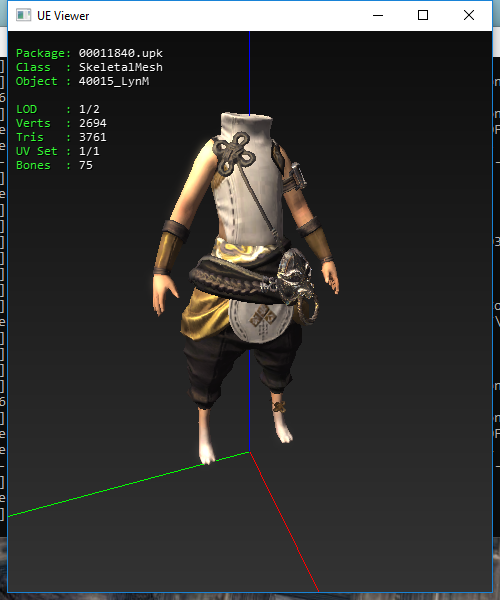 UE Viewer
Package: 00011840.upk
Class : SkeletalMesh
Object : 40015_LynM
LOD : 1/2
Verts : 2694
Tris : 3761
UV Set : 1/1
Bones : 75